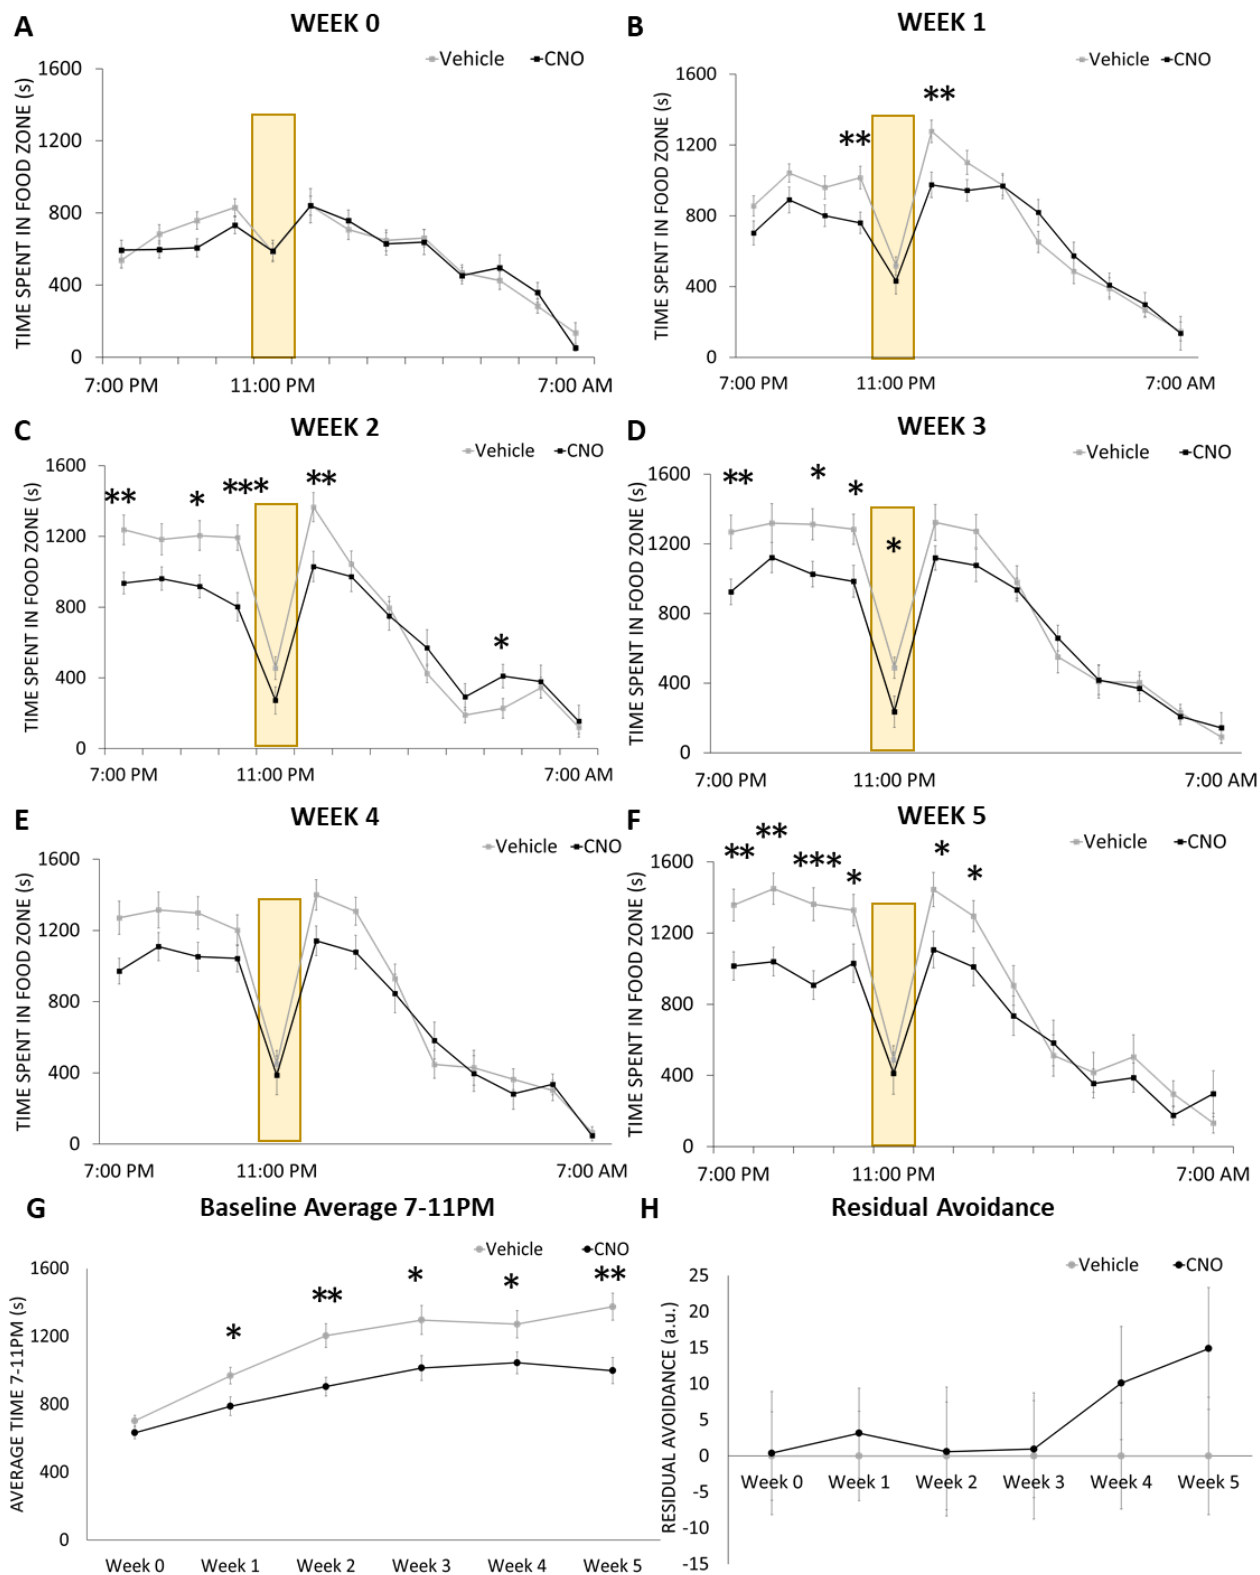 A
WEEK 0
Vehicle CNO
TIME SPENT IN FOOD ZONE (s)
1600
1200
800
400
0
7:00 PM 11:00 PM 7:00 AM
B
WEEK 1
Vehicle CNO
TIME SPENT IN FOOD ZONE (s)
1600
1200
800
400
0
** **
7:00 PM 11:00 PM 7:00 AM
C
WEEK 2
Vehicle CNO
TIME SPENT IN FOOD ZONE (s)
1600
1200
800
400
0
** * *** ** *
7:00 PM 11:00 PM 7:00 AM
D
WEEK 3
Vehicle CNO
TIME SPENT IN FOOD ZONE (s)
1600
1200
800
400
0
** * * *
7:00 PM 11:00 PM 7:00 AM
E
WEEK 4
Vehicle CNO
TIME SPENT IN FOOD ZONE (s)
1600
1200
800
400
0
7:00 PM 11:00 PM 7:00 AM
F
WEEK 5
Vehicle CNO
TIME SPENT IN FOOD ZONE (s)
1600
1200
800
400
0
** ** *** * * *
7:00 PM 11:00 PM 7:00 AM
G
Baseline Average 7-11PM
Vehicle CNO
AVERAGE TIME 7-11PM (s)
1600
1200
800
400
0
* ** * * **
Week 0 Week 1 Week 2 Week 3 Week 4 Week 5
H
Residual Avoidance
Vehicle CNO
RESIDUAL AVOIDANCE (a.u.)
25
20
15
10
5
0
-5
-10
-15
Week 0 Week 1 Week 2 Week 3 Week 4 Week 5